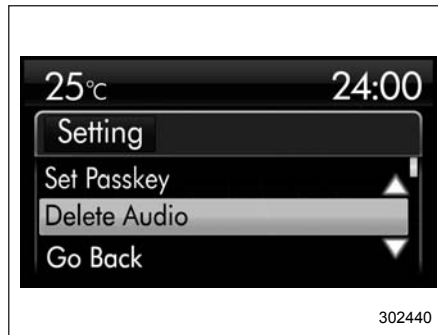 25°C 24:00
Setting
Set Passkey
Delete Audio
Go Back
302440